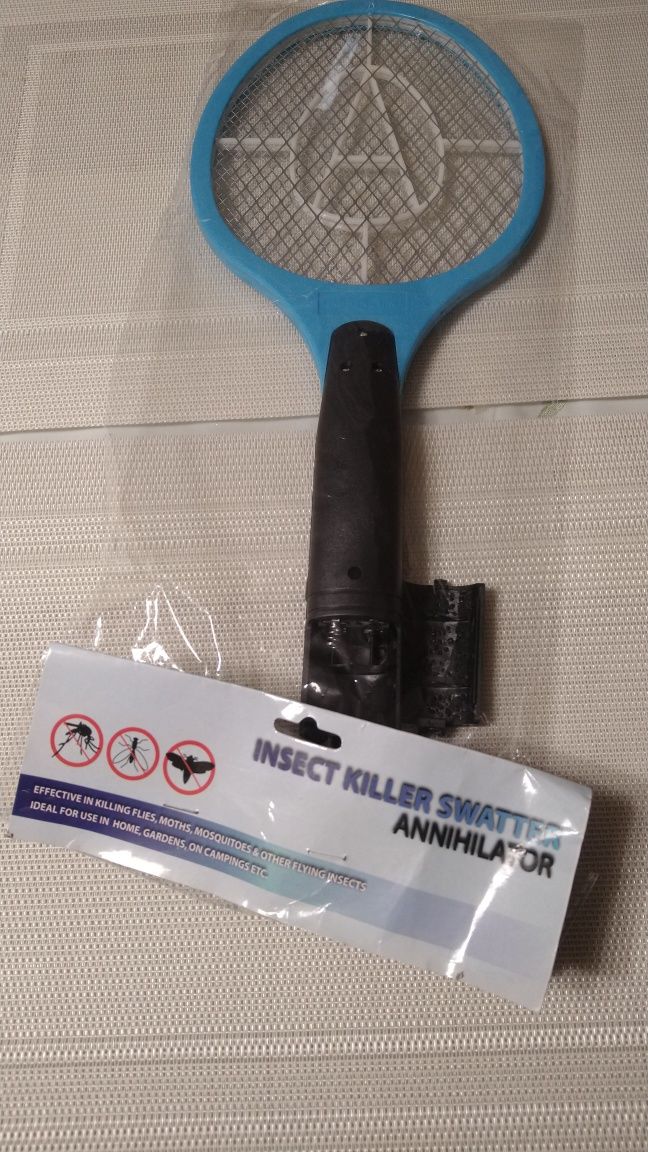 INSECT KILLER SWATTER
ANNIHILATOR
EFFECTIVE IN KILLING FLIES, MOTHS, MOSQUITOES & OTHER FLYING INSECTS
IDEAL FOR USE IN HOME, GARDENS, ON CAMPINGS ETC.